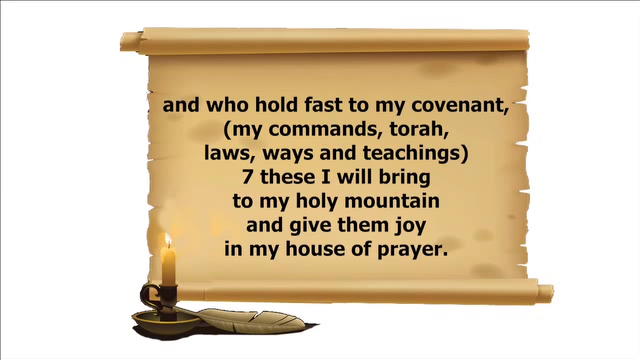 and who hold fast to my covenant,
(my commands, torah,
laws, ways and teachings)
7 these I will bring
to my holy mountain
and give them joy
in my house of prayer.